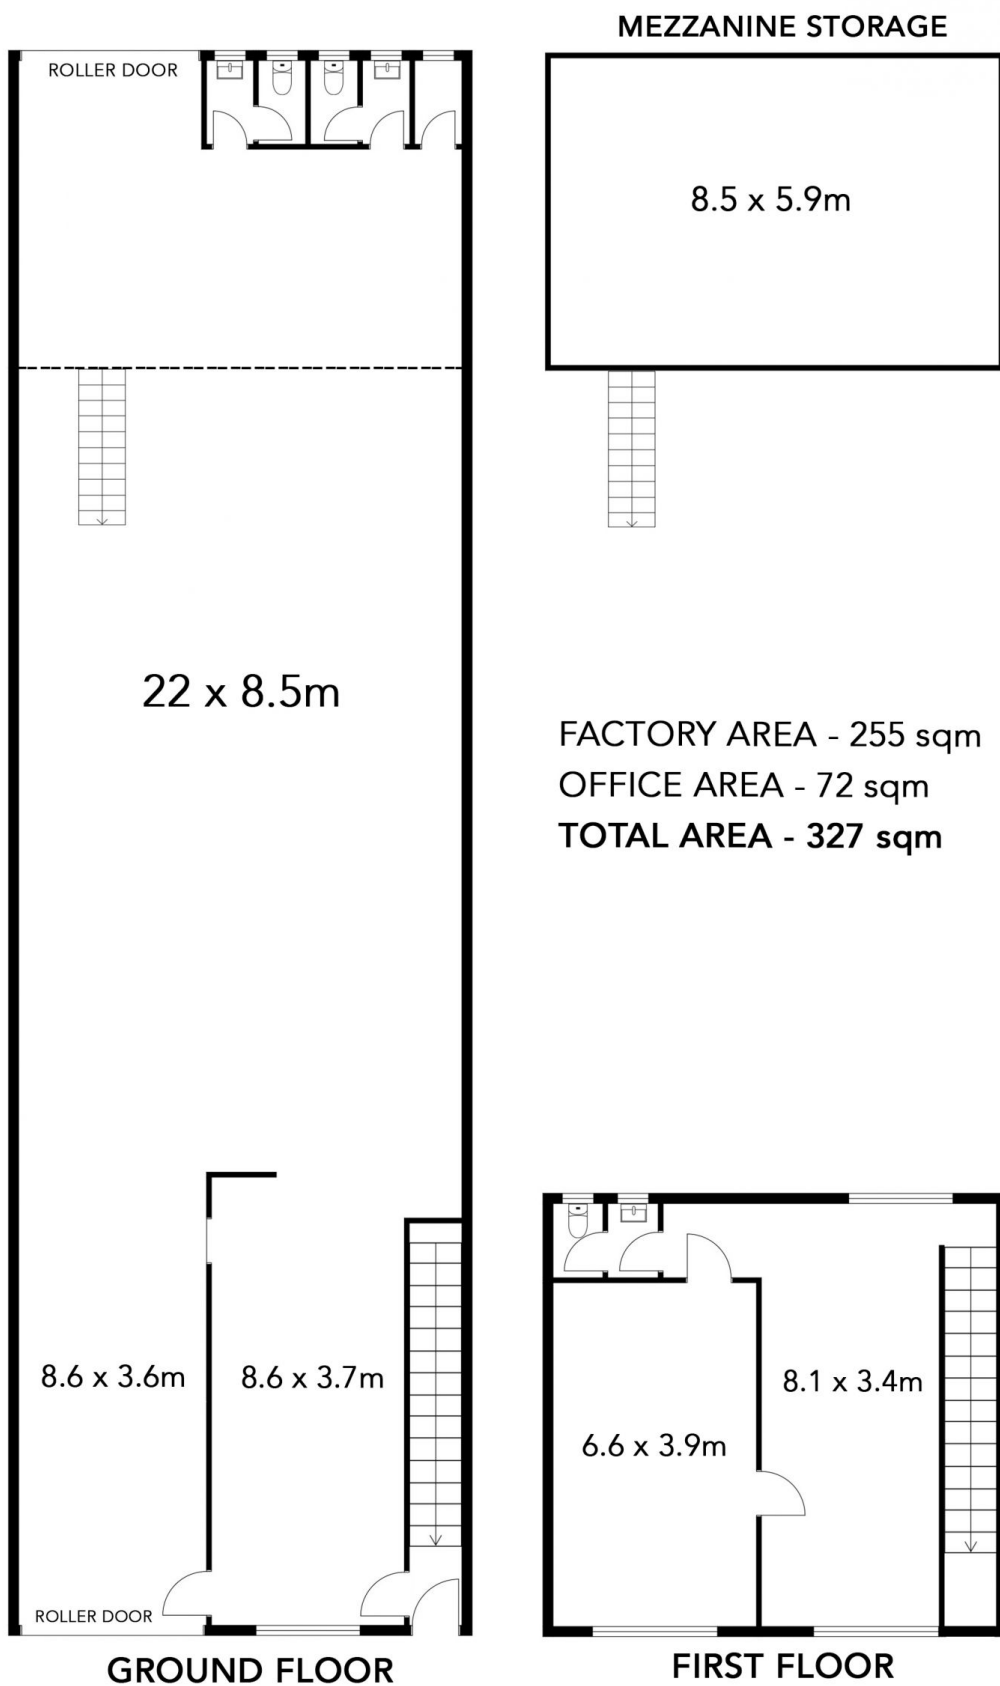 MEZZANINE STORAGE
ROLLER DOOR
8.5 x 5.9m
22 x 8.5m
FACTORY AREA - 255 sqm
OFFICE AREA - 72 sqm
TOTAL AREA - 327 sqm
8.6 x 3.6m
8.6 x 3.7m
8.1 x 3.4m
6.6 x 3.9m
ROLLER DOOR
GROUND FLOOR
FIRST FLOOR